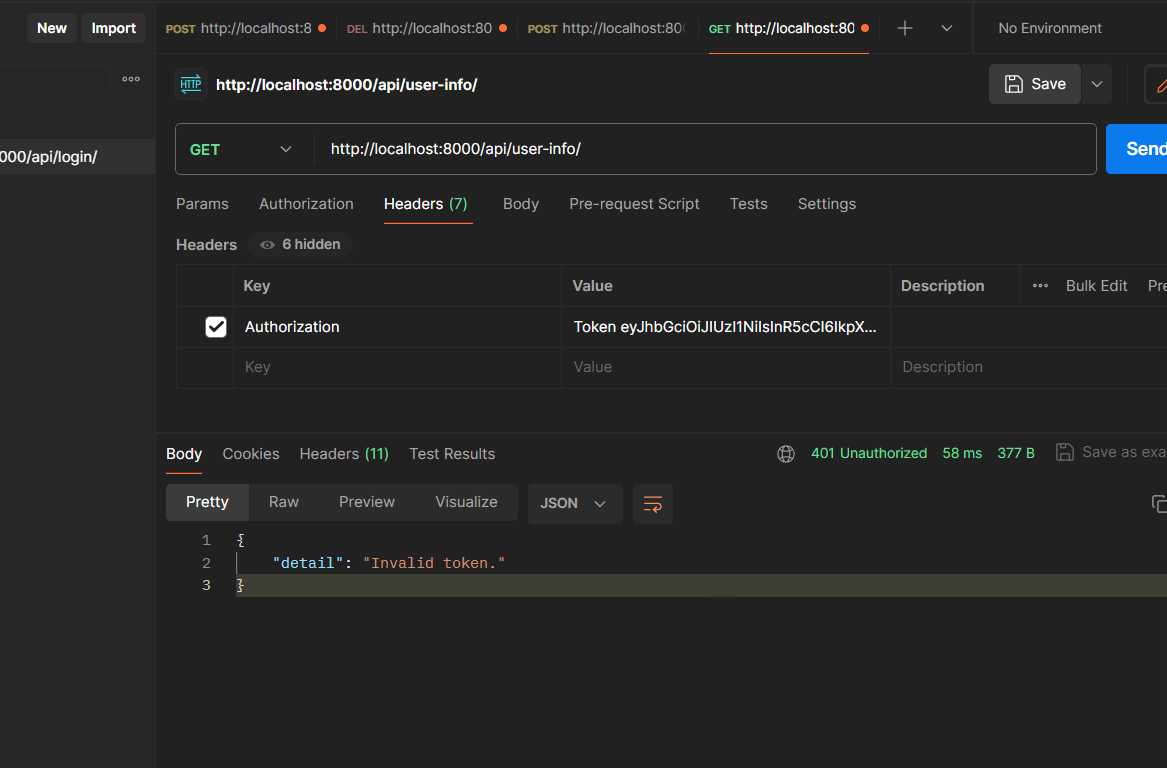 New Import POST http://localhost:8 DEL http://localhost:80 POST http://localhost:80 GET http://localhost:80 No Environment
HTTP http://localhost:8000/api/user-info/ Save
000/api/login/
GET http://localhost:8000/api/user-info/ Send
Params Authorization Headers (7) Body Pre-request Script Tests Settings
Headers 6 hidden
Key Value Description Bulk Edit Pre
Authorization Token eyJhbGciOiJIUzI1NiIsInR5cCI6IkpX...
Key Value Description
Body Cookies Headers (11) Test Results 401 Unauthorized 58 ms 377 B Save as exa
Pretty Raw Preview Visualize JSON
1 {
2 "detail": "Invalid token."
3 }